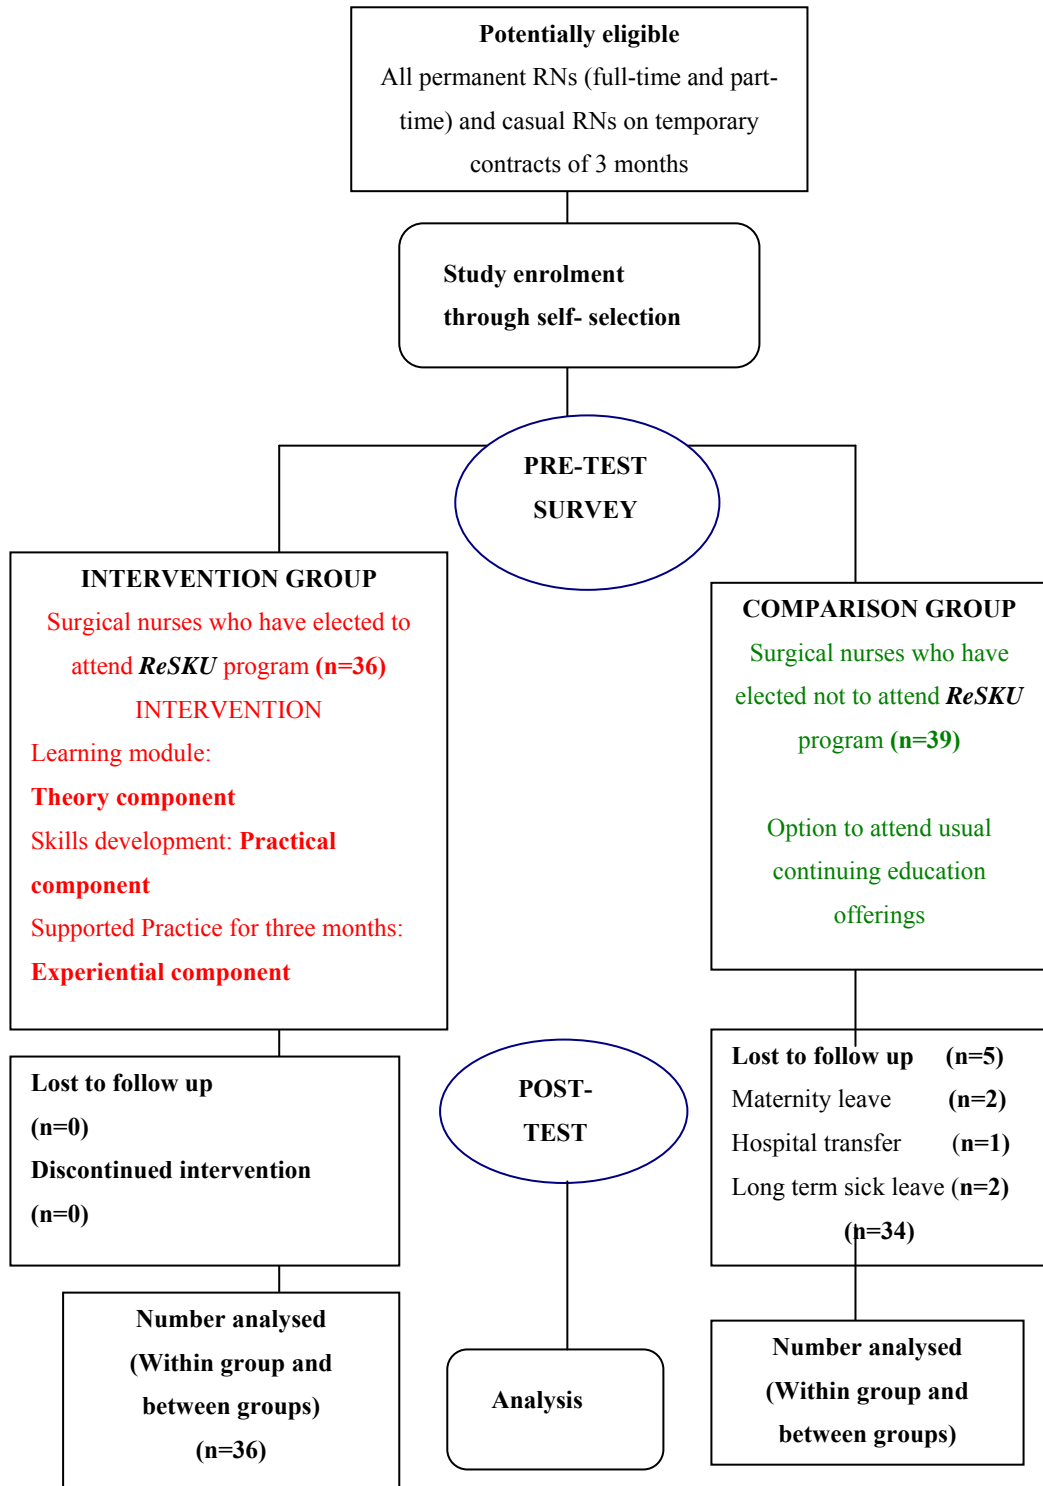 Potentially eligible
All permanent RNs (full-time and part-
time) and casual RNs on temporary
contracts of 3 months
Study enrolment
through self- selection
PRE-TEST
SURVEY
INTERVENTION GROUP
Surgical nurses who have elected to
attend ReSKU program (n=36)
INTERVENTION
Learning module:
Theory component
Skills development: Practical
component
Supported Practice for three months:
Experiential component
COMPARISON GROUP
Surgical nurses who have
elected not to attend ReSKU
program (n=39)
Option to attend usual
continuing education
offerings
Lost to follow up
(n=0)
Discontinued intervention
(n=0)
POST-
TEST
Lost to follow up (n=5)
Maternity leave (n=2)
Hospital transfer (n=1)
Long term sick leave (n=2)
(n=34)
Number analysed
(Within group and
between groups)
(n=36)
Analysis
Number analysed
(Within group and
between groups)